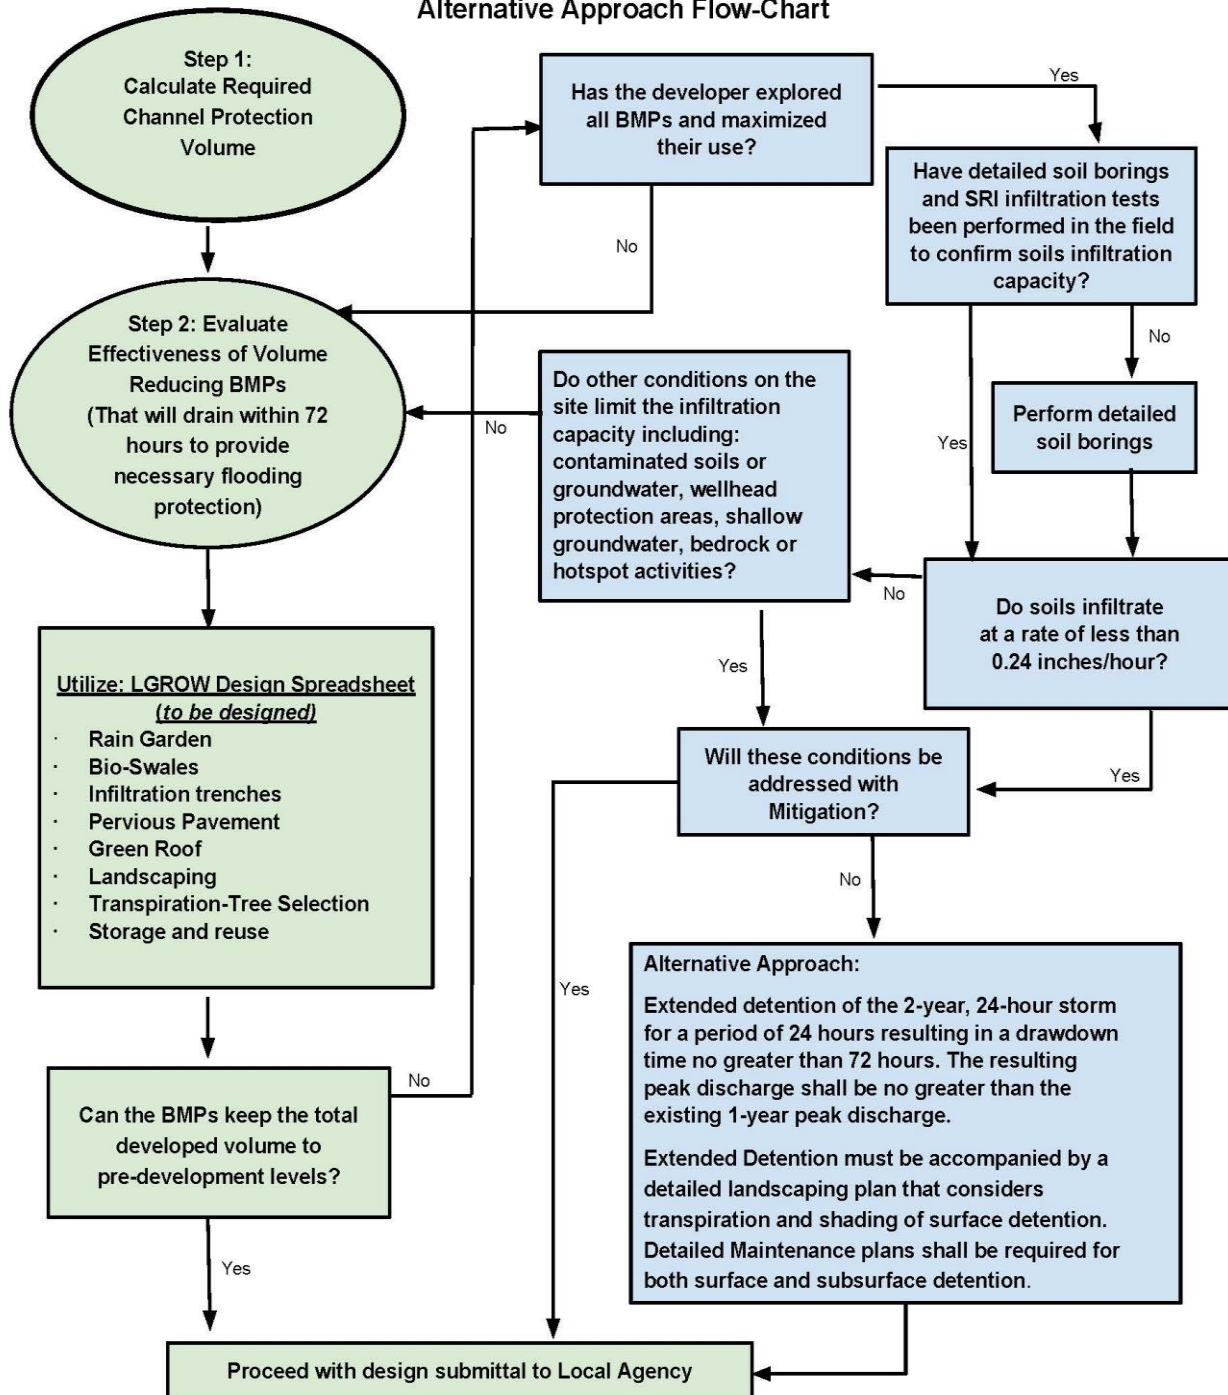 Alternative Approach Flow-Chart
Step 1:
Calculate Required
Channel Protection
Volume
Has the developer explored
all BMPs and maximized
their use?
Yes
No
Have detailed soil borings
and SRI infiltration tests
been performed in the field
to confirm soils infiltration
capacity?
Step 2: Evaluate
Effectiveness of Volume
Reducing BMPs
(That will drain within 72
hours to provide
necessary flooding
protection)
No
Do other conditions on the
site limit the infiltration
capacity including:
contaminated soils or
groundwater, wellhead
protection areas, shallow
groundwater, bedrock or
hotspot activities?
Yes
No
Perform detailed
soil borings
No
Do soils infiltrate
at a rate of less than
0.24 inches/hour?
Yes
Yes
Utilize: LGROW Design Spreadsheet
(to be designed)
· Rain Garden
· Bio-Swales
· Infiltration trenches
· Pervious Pavement
· Green Roof
· Landscaping
· Transpiration-Tree Selection
· Storage and reuse
Will these conditions be
addressed with
Mitigation?
No
Yes
Alternative Approach:
Extended detention of the 2-year, 24-hour storm
for a period of 24 hours resulting in a drawdown
time no greater than 72 hours. The resulting
peak discharge shall be no greater than the
existing 1-year peak discharge.
Extended Detention must be accompanied by a
detailed landscaping plan that considers
transpiration and shading of surface detention.
Detailed Maintenance plans shall be required for
both surface and subsurface detention.
Can the BMPs keep the total
developed volume to
pre-development levels?
No
Yes
Proceed with design submittal to Local Agency